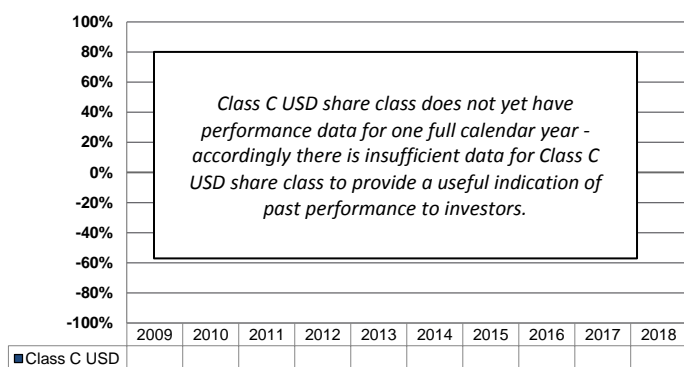 100%
80%
60%
40%
20%
0%
-20%
-40%
-60%
-80%
-100%
Class C USD share class does not yet have
performance data for one full calendar year -
accordingly there is insufficient data for Class C
USD share class to provide a useful indication of
past performance to investors.
2009 2010 2011 2012 2013 2014 2015 2016 2017 2018
Class C USD